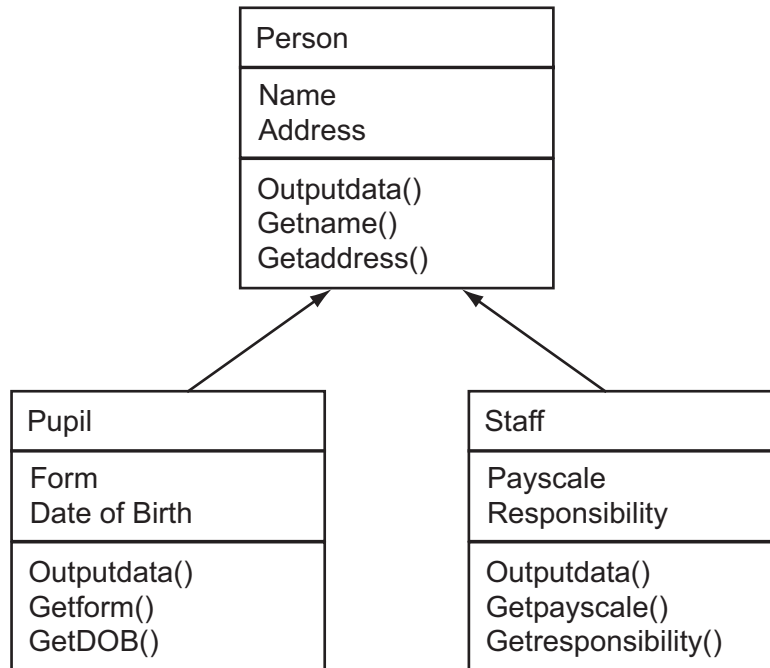 Person
Name
Address
Outputdata()
Getname()
Getaddress()
Pupil
Form
Date of Birth
Outputdata()
Getform()
GetDOB()
Staff
Payscale
Responsibility
Outputdata()
Getpayscale()
Getresponsibility()